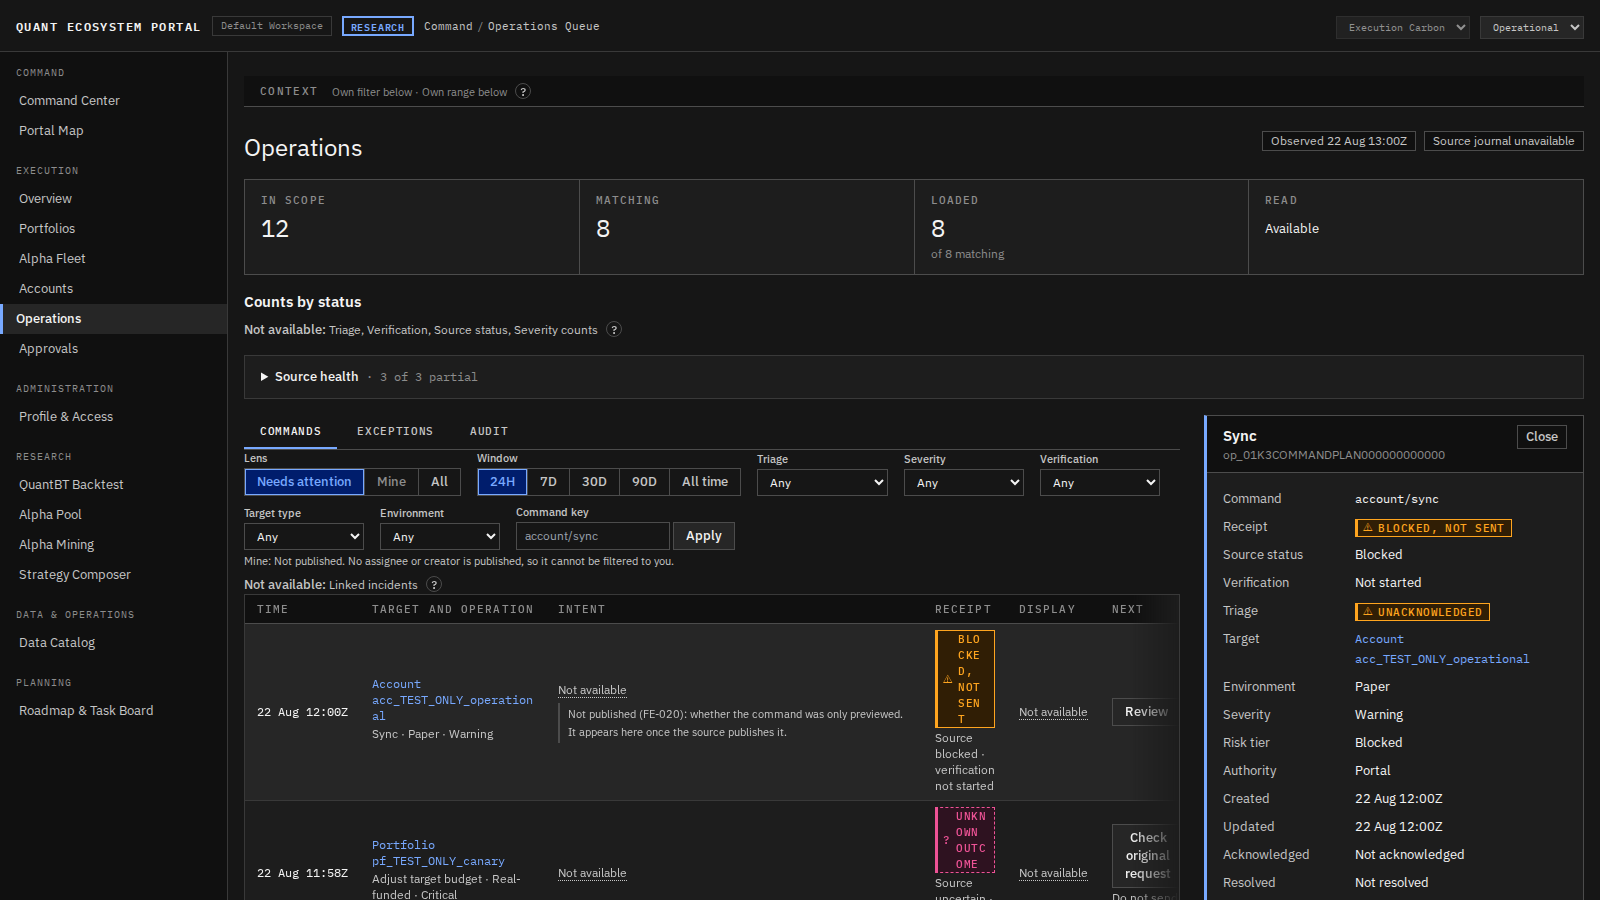 QUANT ECOSYSTEM PORTAL Default Workspace RESEARCH Command / Operations Queue Execution Carbon Operational
COMMAND
Command Center
Portal Map
EXECUTION
Overview
Portfolios
Alpha Fleet
Accounts
Operations
Approvals
ADMINISTRATION
Profile & Access
RESEARCH
QuantBT Backtest
Alpha Pool
Alpha Mining
Strategy Composer
DATA & OPERATIONS
Data Catalog
PLANNING
Roadmap & Task Board
CONTEXT Own filter below · Own range below ?
Operations
Observed 22 Aug 13:00Z Source journal unavailable
IN SCOPE
12
MATCHING
8
LOADED
8
of 8 matching
READ
Available
Counts by status
Not available: Triage, Verification, Source status, Severity counts ?
Source health · 3 of 3 partial
COMMANDS EXCEPTIONS AUDIT
Lens
Needs attention Mine All
Window
24H 7D 30D 90D All time
Triage
Any
Severity
Any
Verification
Any
Target type
Any
Environment
Any
Command key
account/sync Apply
Mine: Not published. No assignee or creator is published, so it cannot be filtered to you.
Not available: Linked incidents ?
TIME TARGET AND OPERATION INTENT RECEIPT DISPLAY NEXT
22 Aug 12:00Z
Account
acc_TEST_ONLY_operation
al
Sync · Paper · Warning
Not available
Not published (FE-020): whether the command was only previewed.
It appears here once the source publishes it.
⚠ BLO
CKE
D,
NOT
SEN
T
Source
blocked ·
verification
not started
Not available
Review
22 Aug 11:58Z
Portfolio
pf_TEST_ONLY_canary
Adjust target budget · Real-
funded · Critical
Not available
? UNKN
OWN
OUTC
OME
Source
uncertain ·
Not available
Check
original
request
Do not sen
Sync
op_01K3COMMANDPLAN000000000000
Close
Command account/sync
Receipt ⚠ BLOCKED, NOT SENT
Source status Blocked
Verification Not started
Triage ⚠ UNACKNOWLEDGED
Target Account
acc_TEST_ONLY_operational
Environment Paper
Severity Warning
Risk tier Blocked
Authority Portal
Created 22 Aug 12:00Z
Updated 22 Aug 12:00Z
Acknowledged Not acknowledged
Resolved Not resolved